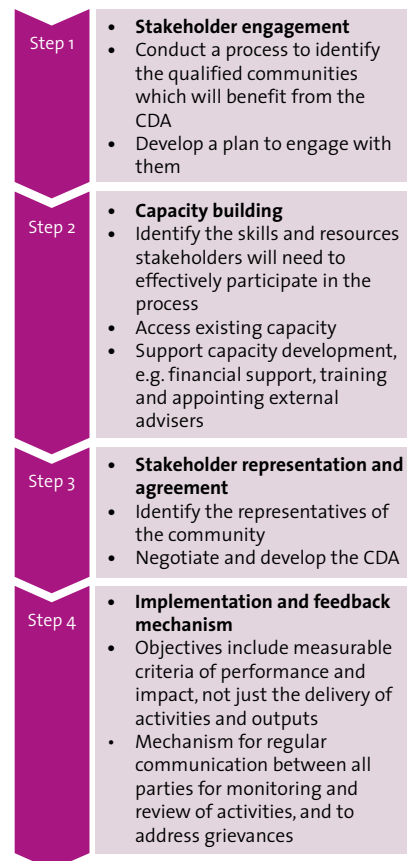 Step 1
• Stakeholder engagement
• Conduct a process to identify
the qualified communities
which will benefit from the
CDA
• Develop a plan to engage with
them
Step 2
• Capacity building
• Identify the skills and resources
stakeholders will need to
effectively participate in the
process
• Access existing capacity
• Support capacity development,
e.g. financial support, training
and appointing external
advisers
Step 3
• Stakeholder representation and
agreement
• Identify the representatives of
the community
• Negotiate and develop the CDA
Step 4
• Implementation and feedback
mechanism
• Objectives include measurable
criteria of performance and
impact, not just the delivery of
activities and outputs
• Mechanism for regular
communication between all
parties for monitoring and
review of activities, and to
address grievances